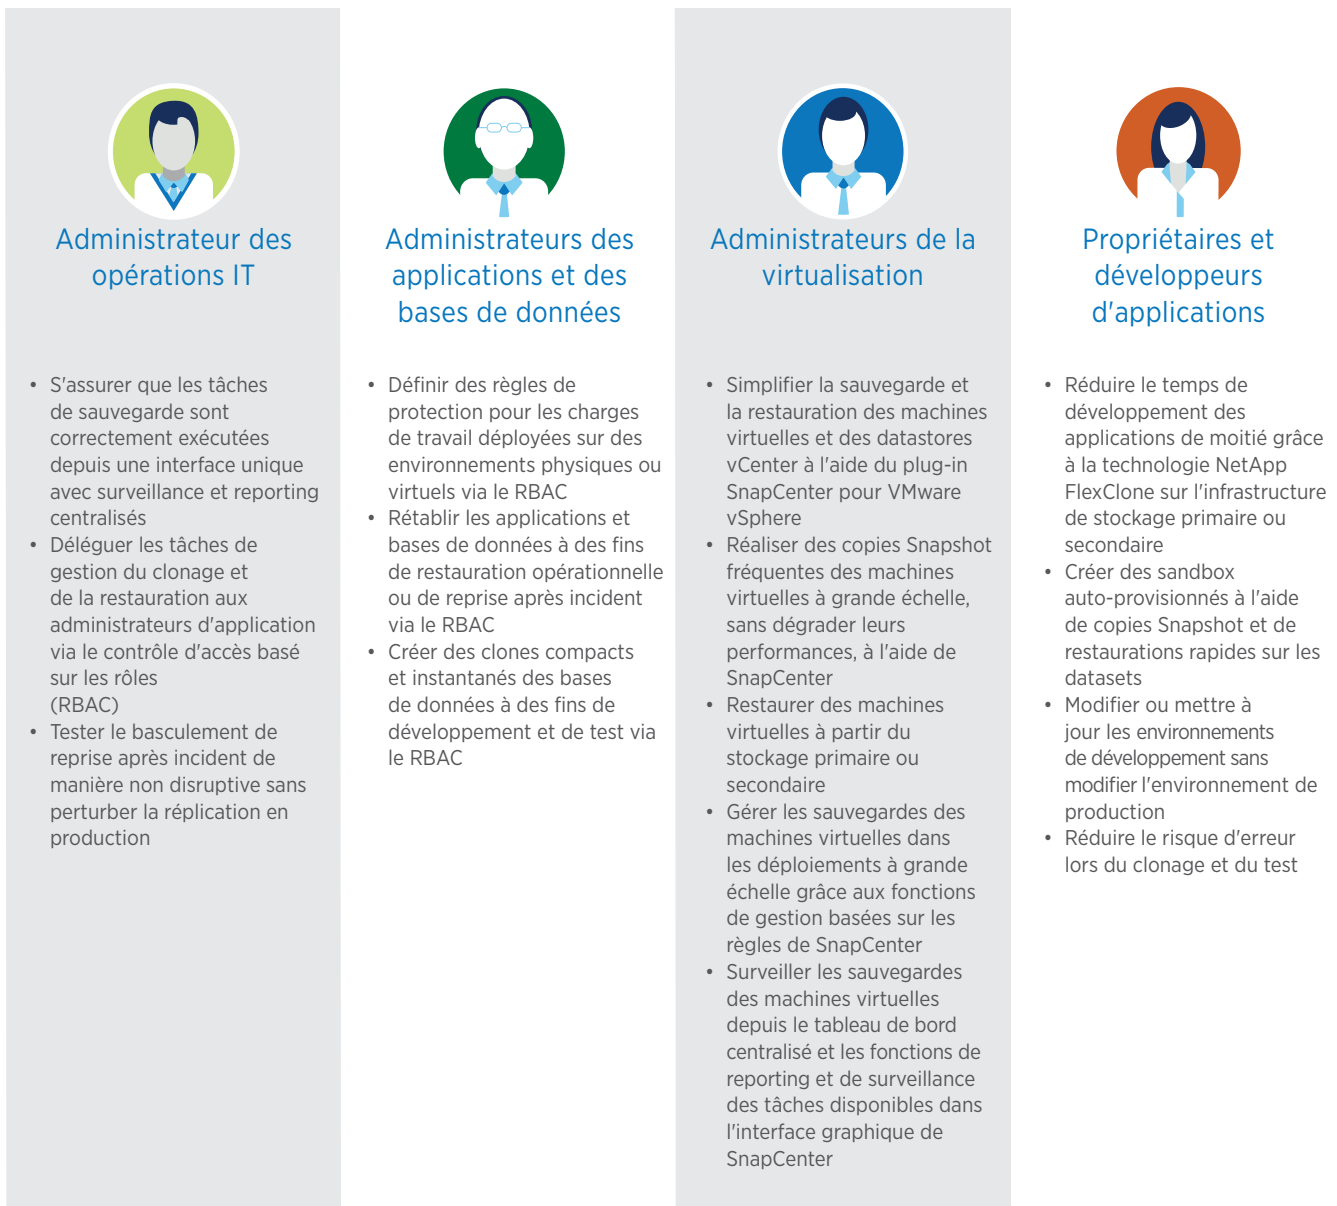 Administrateur des
opérations IT
• S'assurer que les tâches
de sauvegarde sont
correctement exécutées
depuis une interface unique
avec surveillance et reporting
centralisés
• Déléguer les tâches de
gestion du clonage et
de la restauration aux
administrateurs d'application
via le contrôle d'accès basé
sur les rôles
(RBAC)
• Tester le basculement de
reprise après incident de
manière non disruptive sans
perturber la réplication en
production
Administrateurs des
applications et des
bases de données
• Définir des règles de
protection pour les charges
de travail déployées sur des
environnements physiques ou
virtuels via le RBAC
• Rétablir les applications et
bases de données à des fins
de restauration opérationnelle
ou de reprise après incident
via le RBAC
• Créer des clones compacts
et instantanés des bases
de données à des fins de
développement et de test via
le RBAC
Administrateurs de la
virtualisation
• Simplifier la sauvegarde et
la restauration des machines
virtuelles et des datastores
vCenter à l'aide du plug-in
SnapCenter pour VMware
vSphere
• Réaliser des copies Snapshot
fréquentes des machines
virtuelles à grande échelle,
sans dégrader leurs
performances, à l'aide de
SnapCenter
• Restaurer des machines
virtuelles à partir du
stockage primaire ou
secondaire
• Gérer les sauvegardes des
machines virtuelles dans
les déploiements à grande
échelle grâce aux fonctions
de gestion basées sur les
règles de SnapCenter
• Surveiller les sauvegardes
des machines virtuelles
depuis le tableau de bord
centralisé et les fonctions de
reporting et de surveillance
des tâches disponibles dans
l'interface graphique de
SnapCenter
Propriétaires et
développeurs
d'applications
• Réduire le temps de
développement des
applications de moitié grâce
à la technologie NetApp
FlexClone sur l'infrastructure
de stockage primaire ou
secondaire
• Créer des sandbox
auto-provisionnés à l'aide
de copies Snapshot et de
restaurations rapides sur les
datasets
• Modifier ou mettre à
jour les environnements
de développement sans
modifier l'environnement de
production
• Réduire le risque d'erreur
lors du clonage et du test